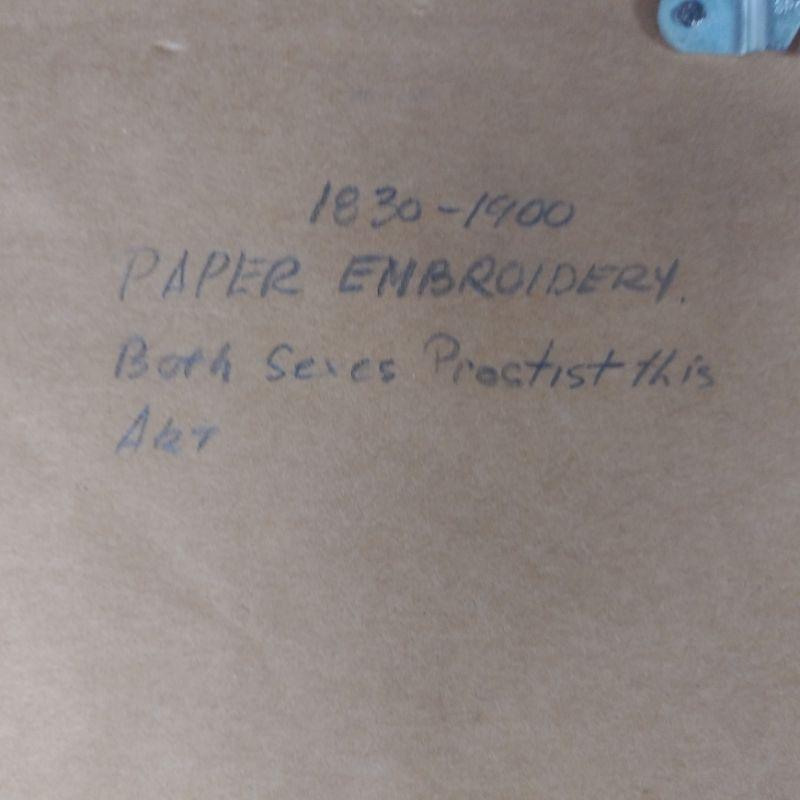 1830-1900
PAPER EMBROIDERY.
Both Sexes Practist this
Art